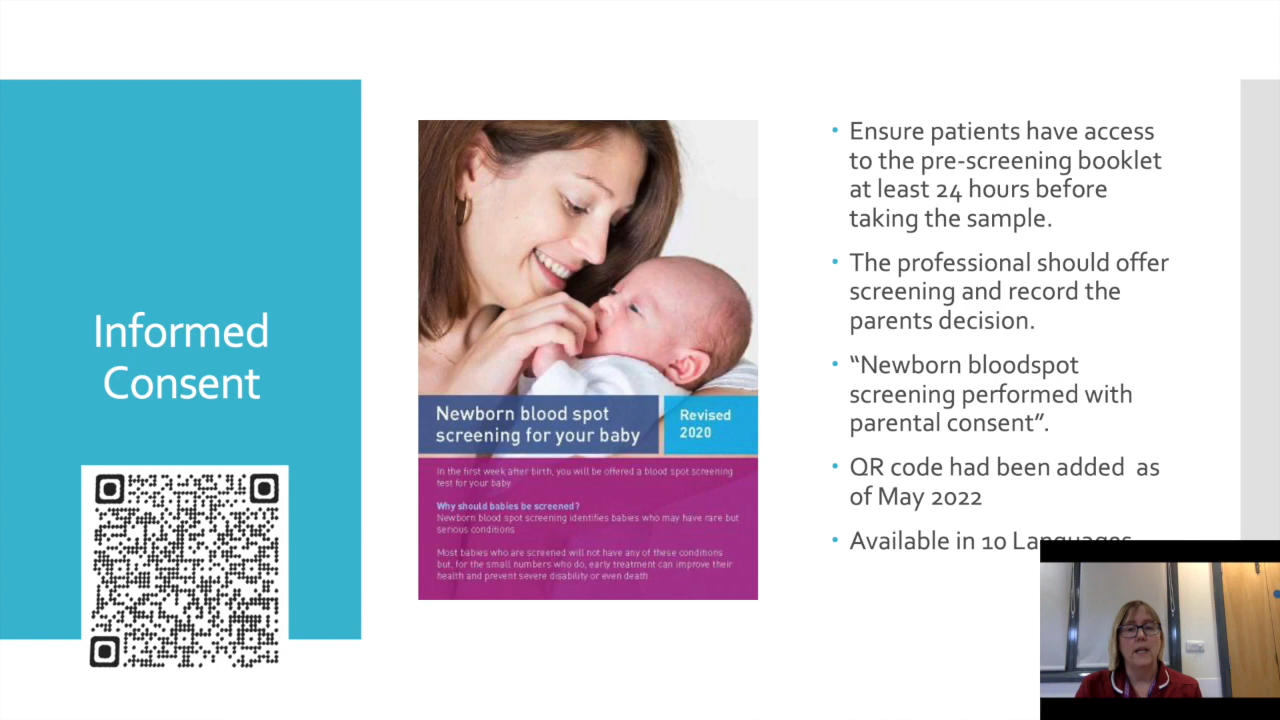 Informed
Consent
Newborn blood spot
screening for your baby
Revised
2020
In the first week after birth, you will be offered a blood spot screening
test for your baby
Why should babies be screened?
Newborn blood spot screening identifies babies who may have rare but
serious conditions
Most babies who are screened will not have any of these conditions
but, for the small numbers who do, early treatment can improve their
health and prevent severe disability or even death
• Ensure patients have access
to the pre-screening booklet
at least 24 hours before
taking the sample.
• The professional should offer
screening and record the
parents decision.
• “Newborn bloodspot
screening performed with
parental consent”.
• QR code had been added as
of May 2022
• Available in 10 Languages